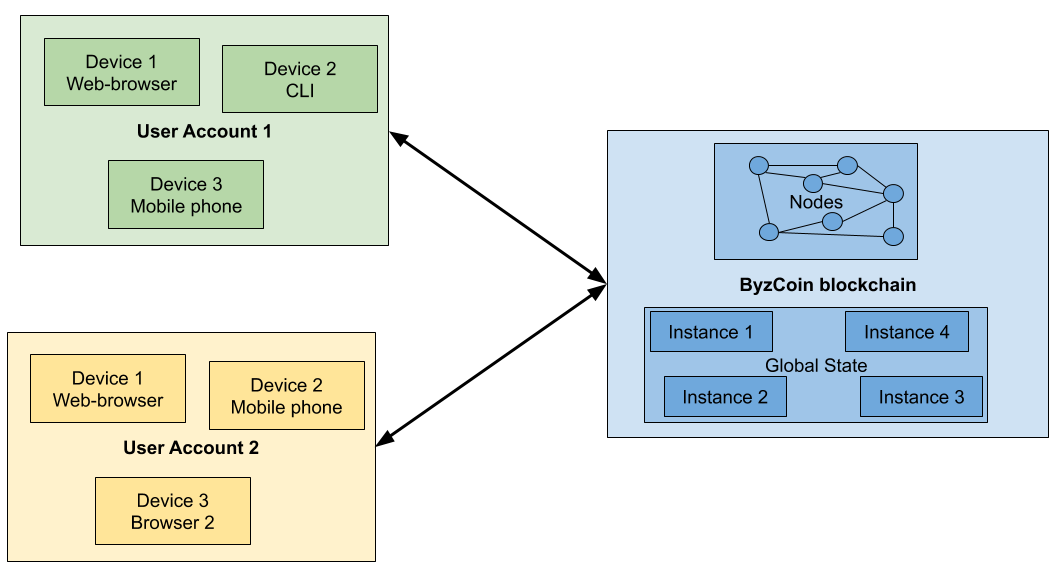 Device 1
Web-browser
Device 2
CLI
User Account 1
Device 3
Mobile phone
Device 1
Web-browser
Device 2
Mobile phone
User Account 2
Device 3
Browser 2
Nodes
ByzCoin blockchain
Instance 1
Instance 4
Global State
Instance 2
Instance 3